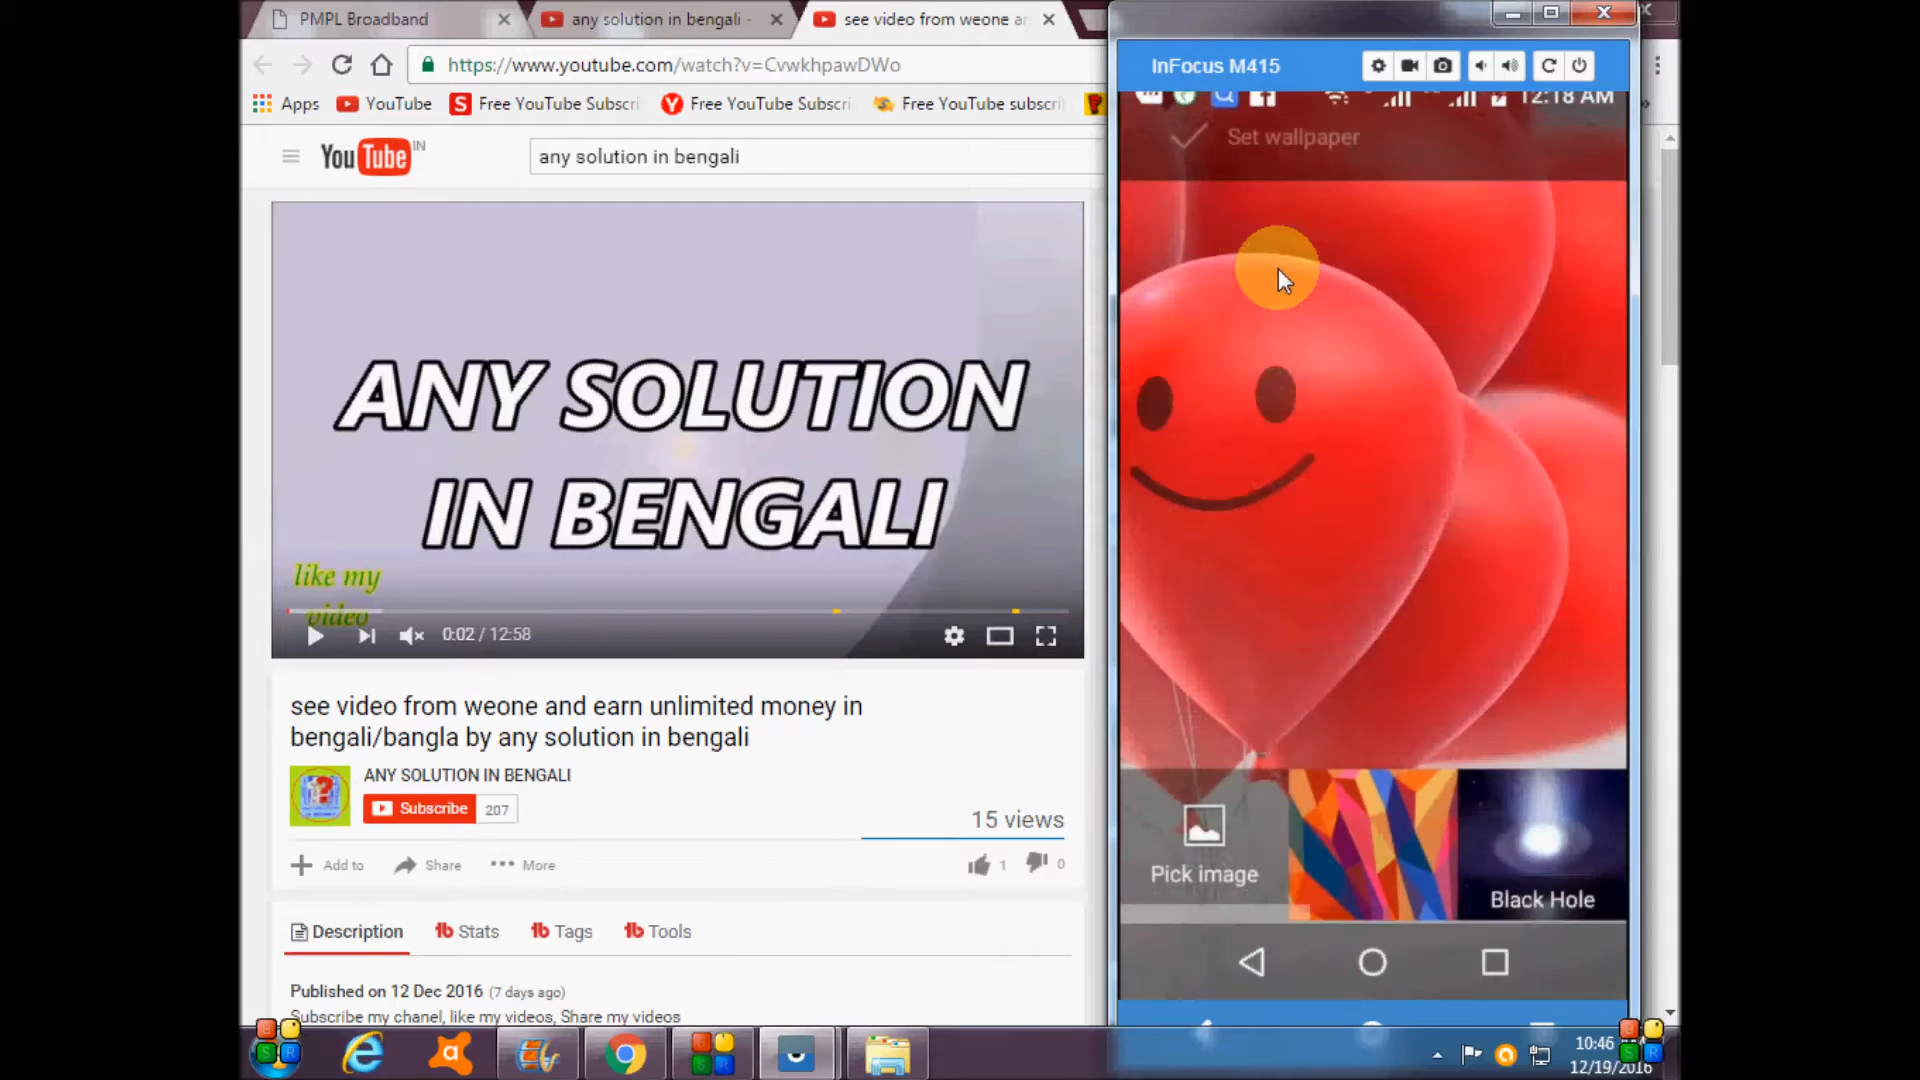 PMPL Broadband
any solution in bengali -
see video from weone an
https://www.youtube.com/watch?v=CvwkhpawDWo
Apps
YouTube
Free YouTube Subscri
Free YouTube Subscri
Free YouTube subscri
YouTube IN
any solution in bengali
ANY SOLUTION
IN BENGALI
like my
video
0:02 / 12:58
see video from weone and earn unlimited money in
bengali/bangla by any solution in bengali
ANY SOLUTION IN BENGALI
Subscribe 207
15 views
Add to
Share
More
1
0
Description
Stats
Tags
Tools
Published on 12 Dec 2016 (7 days ago)
Subscribe my chanel, like my videos, Share my videos
InFocus M415
12:18 AM
Set wallpaper
Pick image
Black Hole
10:46
12/19/2016